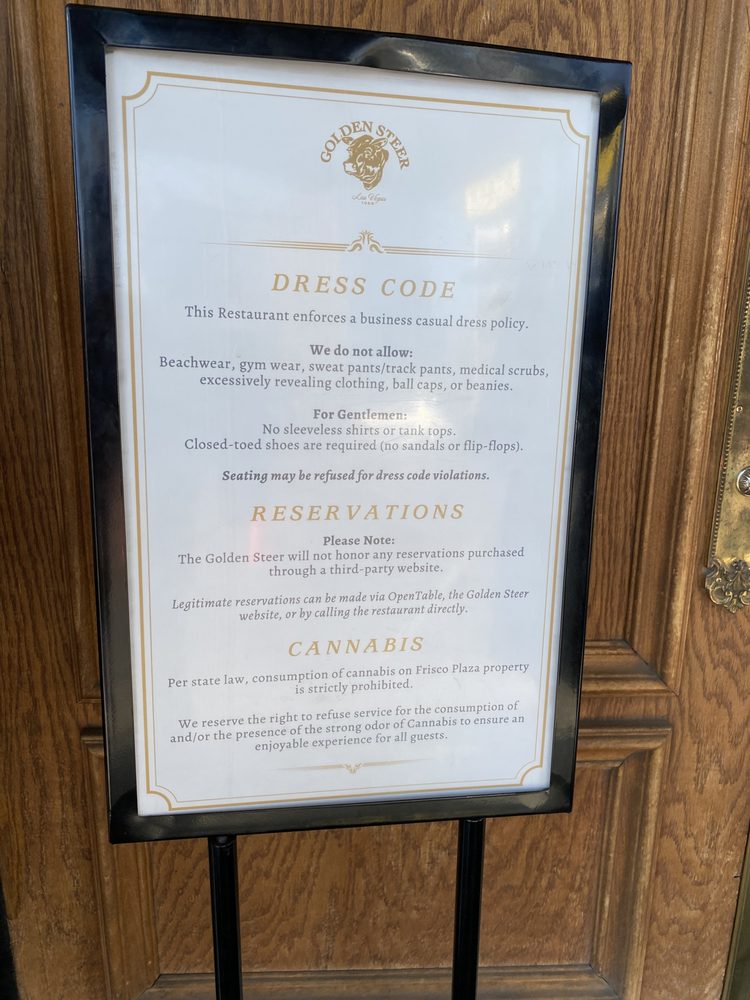 GOLDEN STEER
Las Vegas
1958
DRESS CODE
This Restaurant enforces a business casual dress policy.
We do not allow:
Beachwear, gym wear, sweat pants/track pants, medical scrubs,
excessively revealing clothing, ball caps, or beanies.
For Gentlemen:
No sleeveless shirts or tank tops.
Closed-toed shoes are required (no sandals or flip-flops).
Seating may be refused for dress code violations.
RESERVATIONS
Please Note:
The Golden Steer will not honor any reservations purchased
through a third-party website.
Legitimate reservations can be made via OpenTable, the Golden Steer
website, or by calling the restaurant directly.
CANNABIS
Per state law, consumption of cannabis on Frisco Plaza property
is strictly prohibited.
We reserve the right to refuse service for the consumption of
and/or the presence of the strong odor of Cannabis to ensure an
enjoyable experience for all guests.